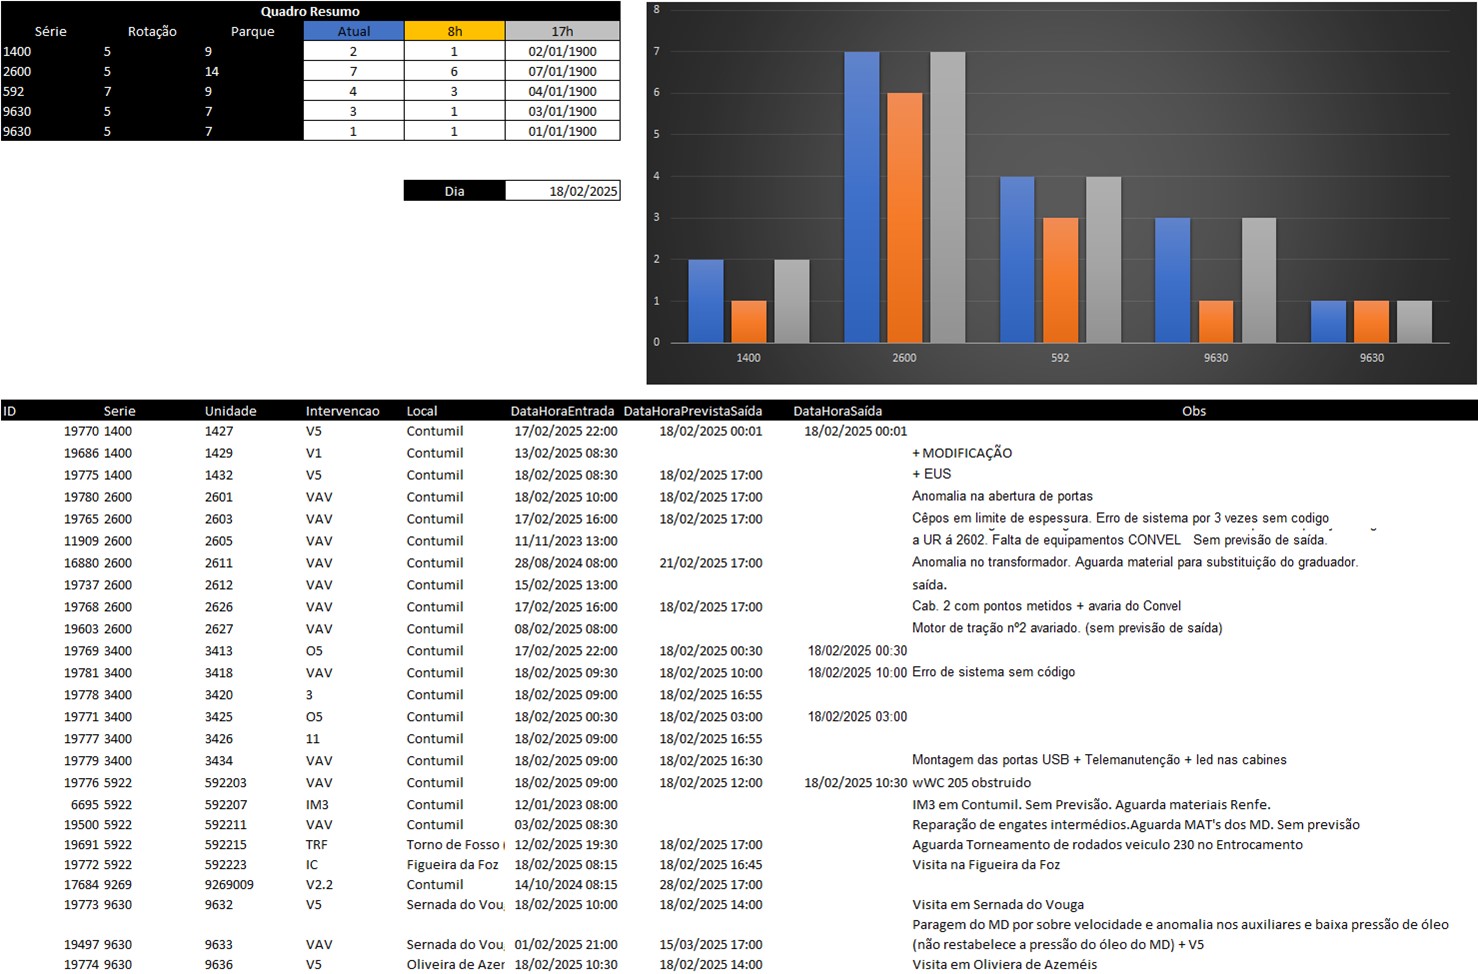 Quadro Resumo
Série Rotação Parque Atual 8h 17h
1400 5 9 2 1 02/01/1900
2600 5 14 7 6 07/01/1900
592 7 9 4 3 04/01/1900
9630 5 7 3 1 03/01/1900
9630 5 7 1 1 01/01/1900
Dia 18/02/2025
8
7
6
5
4
3
2
1
0
1400 2600 592 9630 9630
ID Serie Unidade Intervencao Local DataHoraEntrada DataHoraPrevistaSaída DataHoraSaída Obs
19770 1400 1427 V5 Contumil 17/02/2025 22:00 18/02/2025 00:01 18/02/2025 00:01
19686 1400 1429 V1 Contumil 13/02/2025 08:30 + MODIFICAÇÃO
19775 1400 1432 V5 Contumil 18/02/2025 08:30 18/02/2025 17:00 + EUS
19780 2600 2601 VAV Contumil 18/02/2025 10:00 18/02/2025 17:00 Anomalia na abertura de portas
19765 2600 2603 VAV Contumil 17/02/2025 16:00 18/02/2025 17:00 Cêpos em limite de espessura. Erro de sistema por 3 vezes sem codigo
11909 2600 2605 VAV Contumil 11/11/2023 13:00 a UR á 2602. Falta de equipamentos CONVEL Sem previsão de saída.
16880 2600 2611 VAV Contumil 28/08/2024 08:00 21/02/2025 17:00 Anomalia no transformador. Aguarda material para substituição do graduador.
19737 2600 2612 VAV Contumil 15/02/2025 13:00 saída.
19768 2600 2626 VAV Contumil 17/02/2025 16:00 18/02/2025 17:00 Cab. 2 com pontos metidos + avaria do Convel
19603 2600 2627 VAV Contumil 08/02/2025 08:00 Motor de tração nº2 avariado. (sem previsão de saída)
19769 3400 3413 O5 Contumil 17/02/2025 22:00 18/02/2025 00:30 18/02/2025 00:30
19781 3400 3418 VAV Contumil 18/02/2025 09:30 18/02/2025 10:00 18/02/2025 10:00 Erro de sistema sem código
19778 3400 3420 3 Contumil 18/02/2025 09:00 18/02/2025 16:55
19771 3400 3425 O5 Contumil 18/02/2025 00:30 18/02/2025 03:00 18/02/2025 03:00
19777 3400 3426 11 Contumil 18/02/2025 09:00 18/02/2025 16:55
19779 3400 3434 VAV Contumil 18/02/2025 09:00 18/02/2025 16:30 Montagem das portas USB + Telemanutenção + led nas cabines
19776 5922 592203 VAV Contumil 18/02/2025 09:00 18/02/2025 12:00 18/02/2025 10:30 wWC 205 obstruido
6695 5922 592207 IM3 Contumil 12/01/2023 08:00 IM3 em Contumil. Sem Previsão. Aguarda materiais Renfe.
19500 5922 592211 VAV Contumil 03/02/2025 08:30 Reparação de engates intermédios.Aguarda MAT's dos MD. Sem previsão
19691 5922 592215 TRF Torno de Fosso ( 12/02/2025 19:30 18/02/2025 17:00 Aguarda Torneamento de rodados veiculo 230 no Entrocamento
19772 5922 592223 IC Figueira da Foz 18/02/2025 08:15 18/02/2025 16:45 Visita na Figueira da Foz
17684 9269 9269009 V2.2 Contumil 14/10/2024 08:15 28/02/2025 17:00
19773 9630 9632 V5 Sernada do Vou 18/02/2025 10:00 18/02/2025 14:00 Visita em Sernada do Vouga
Paragem do MD por sobre velocidade e anomalia nos auxiliares e baixa pressão de óleo
19497 9630 9633 VAV Sernada do Vou 01/02/2025 21:00 15/03/2025 17:00 (não restabelece a pressão do óleo do MD) + V5
19774 9630 9636 V5 Oliveira de Azer 18/02/2025 10:30 18/02/2025 14:00 Visita em Oliviera de Azeméis